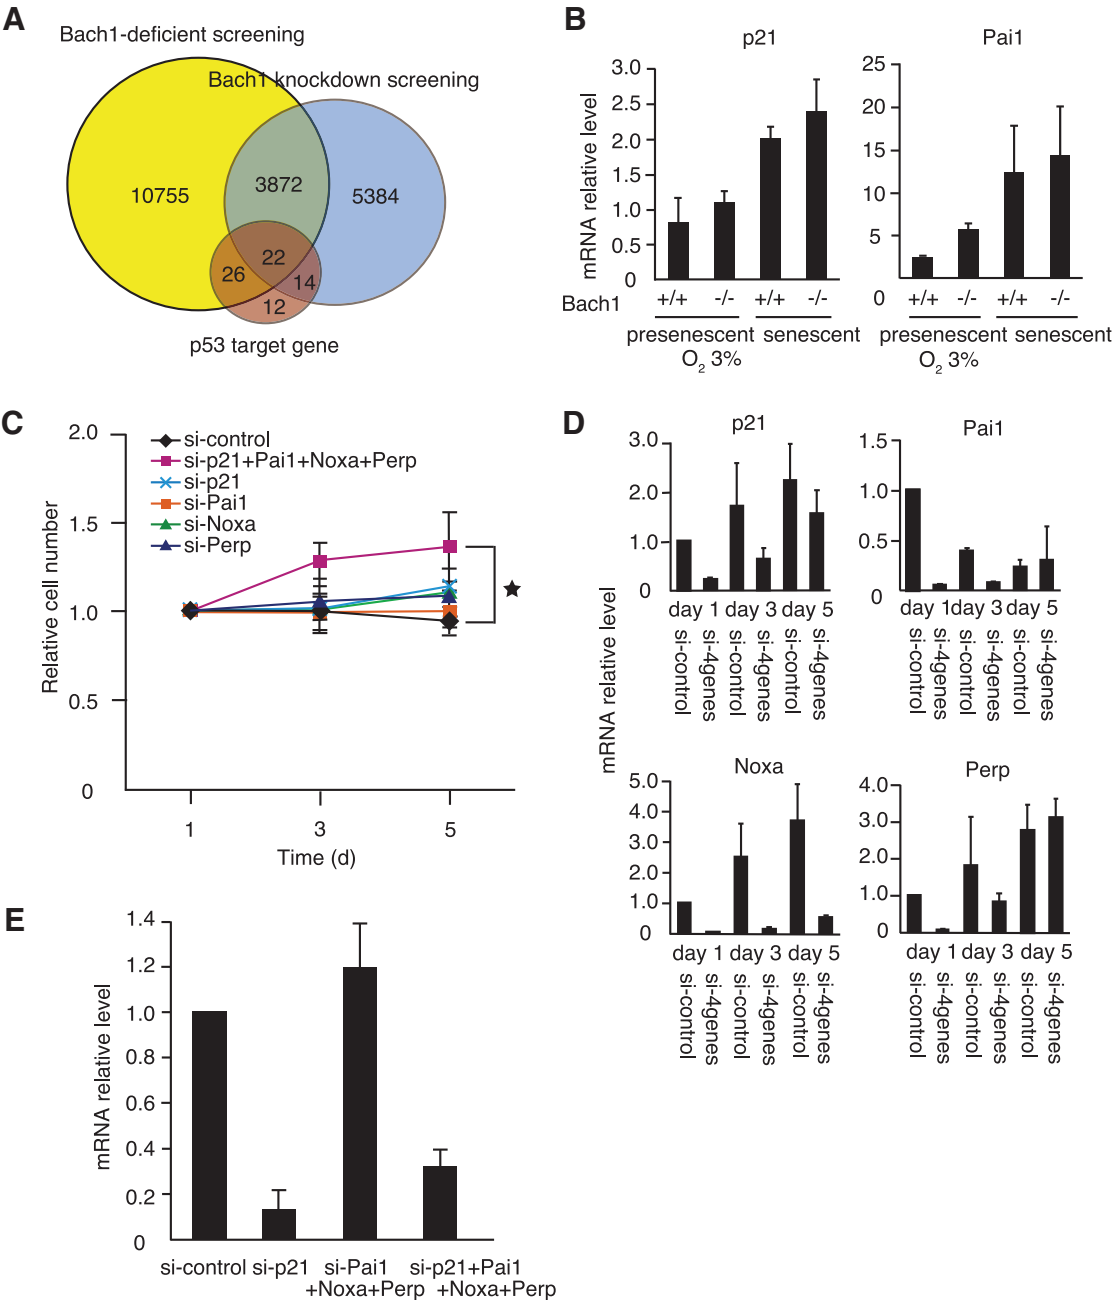 A
Bach1-deficient screening
Bach1 knockdown screening
10755
3872
5384
22
26
14
12
p53 target gene
B
p21
mRNA relative level
3.0
2.5
2.0
1.5
1.0
0.5
0
Bach1
+/+ -/- +/+ -/-
presenescent senescent
O2 3%
Pai1
25
20
15
10
5
0
+/+ -/- +/+ -/-
presenescent senescent
O2 3%
C
Relative cell number
2.0
1.5
1.0
0.5
0
si-control
si-p21+Pai1+Noxa+Perp
si-p21
si-Pai1
si-Noxa
si-Perp
★
1 3 5
Time (d)
D
mRNA relative level
p21
3.0
2.0
1.0
0
day 1 day 3 day 5
si-control si-4genes si-control si-4genes si-control si-4genes
Pai1
1.5
1.0
0.5
0
day 1 day 3 day 5
si-control si-4genes si-control si-4genes si-control si-4genes
Noxa
5.0
4.0
3.0
2.0
1.0
0
day 1 day 3 day 5
si-control si-4genes si-control si-4genes si-control si-4genes
Perp
4.0
3.0
2.0
1.0
0
day 1 day 3 day 5
si-control si-4genes si-control si-4genes si-control si-4genes
E
mRNA relative level
1.4
1.2
1.0
0.8
0.6
0.4
0.2
0
si-control si-p21 si-Pai1 si-p21+Pai1
+Noxa+Perp +Noxa+Perp